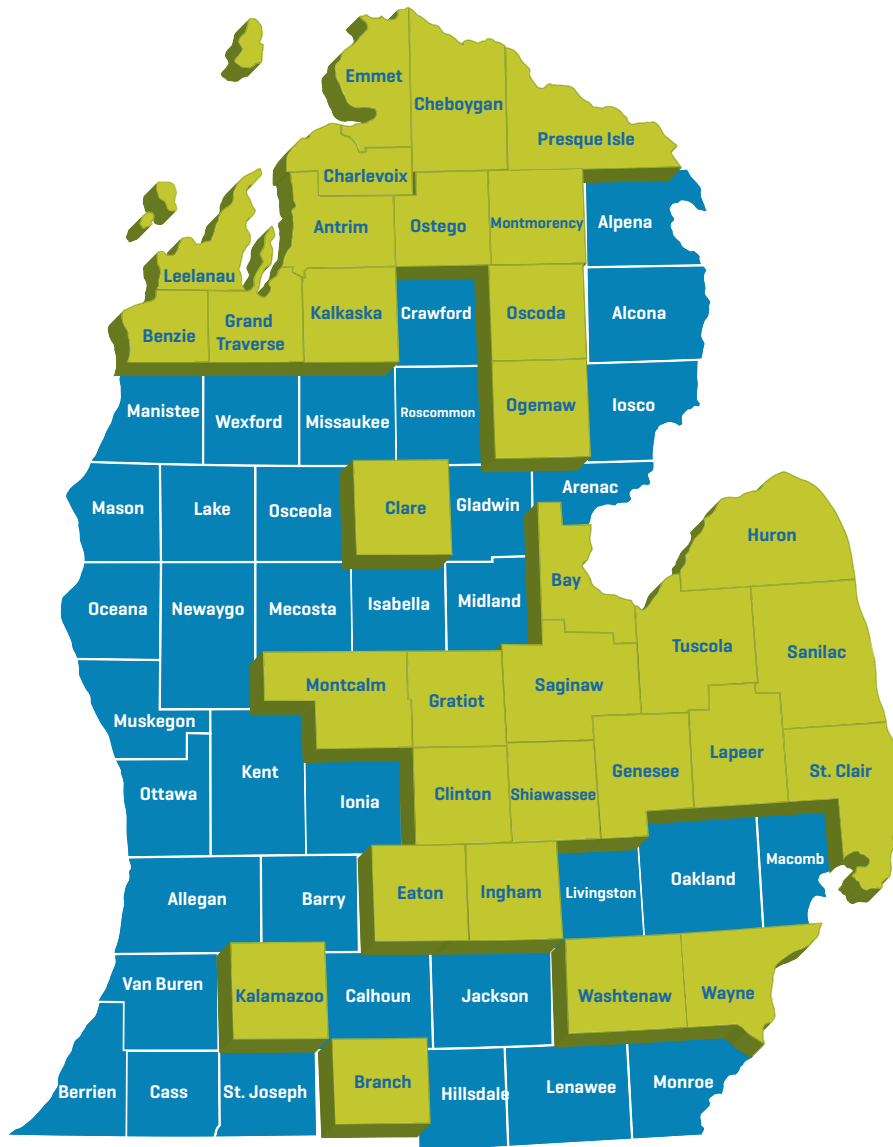 Emmet
Cheboygan
Presque Isle
Charlevoix
Antrim
Ostego
Montmorency
Alpena
Leelanau
Benzie
Grand
Traverse
Kalkaska
Crawford
Oscoda
Alcona
Manistee
Wexford
Missaukee
Roscommon
Ogemaw
Iosco
Mason
Lake
Osceola
Clare
Gladwin
Arenac
Huron
Oceana
Newaygo
Mecosta
Isabella
Midland
Bay
Tuscola
Sanilac
Muskegon
Montcalm
Gratiot
Saginaw
Ottawa
Kent
Ionia
Clinton
Shiawassee
Genesee
Lapeer
St. Clair
Allegan
Barry
Eaton
Ingham
Livingston
Oakland
Macomb
Van Buren
Kalamazoo
Calhoun
Jackson
Washtenaw
Wayne
Berrien
Cass
St. Joseph
Branch
Hillsdale
Lenawee
Monroe